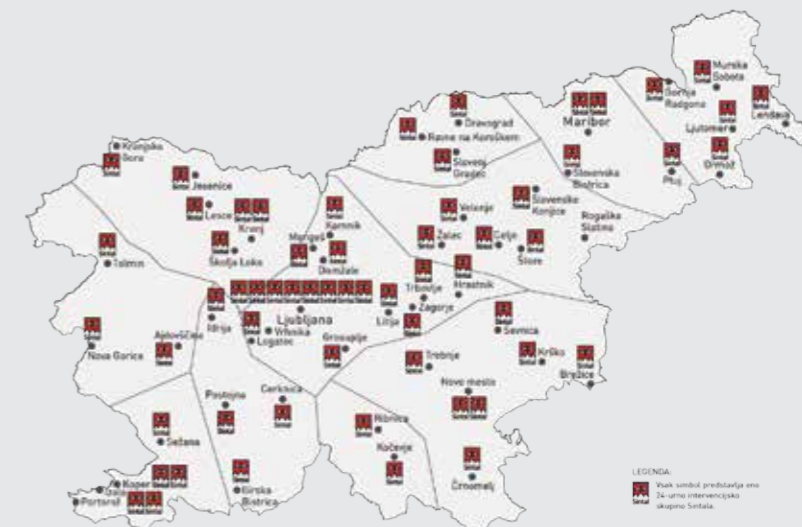 Murska
Sobota
Gornja
Radgona
Lendava
Ljutomer
Ormož
Ptuj
Maribor
Dravograd
Ravne na Koroškem
Slovenj
Gradec
Slovenska
Bistrica
Slovenske
Konjice
Rogaška
Slatina
Velenje
Žalec
Celje
Štore
Kranjska
Gora
Jesenice
Lesce
Kranj
Škofja Loka
Kamnik
Mengeš
Domžale
Tolmin
Trbovlje
Hrastnik
Zagorje
Litija
Ljubljana
Idrija
Vrhnika
Logatec
Grosuplje
Nova Gorica
Ajdovščina
Sevnica
Krško
Brežice
Trebnje
Novo mesto
Postojna
Cerknica
Ribnica
Kočevje
Črnomelj
Sežana
Koper
Izola
Portorož
Ilirska
Bistrica
LEGENDA:
Vsak simbol predstavlja eno
24-urno intervencijsko
skupino Sintala.
Sintal